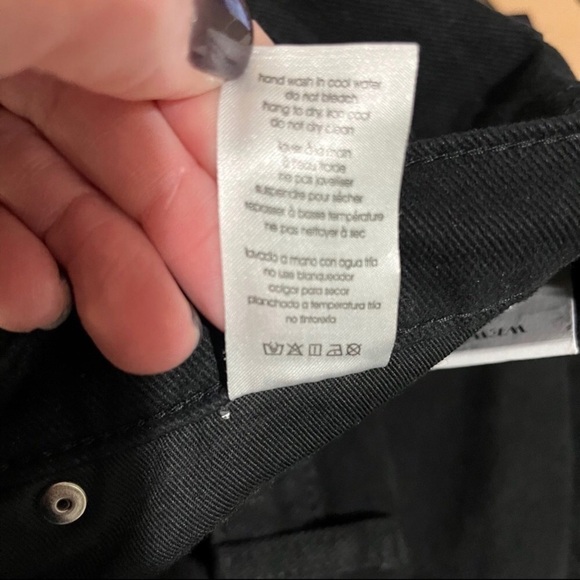 hand wash in cool water
do not bleach
hang to dry, iron cool
do not dry clean
laver à la main
à l'eau froide
ne pas javeliser
suspendre pour sécher
repasser à basse température
ne pas nettoyer à sec
lavado a mano con agua fría
no use blanqueador
colgar para secar
planchado a temperatura fría
no tintorería